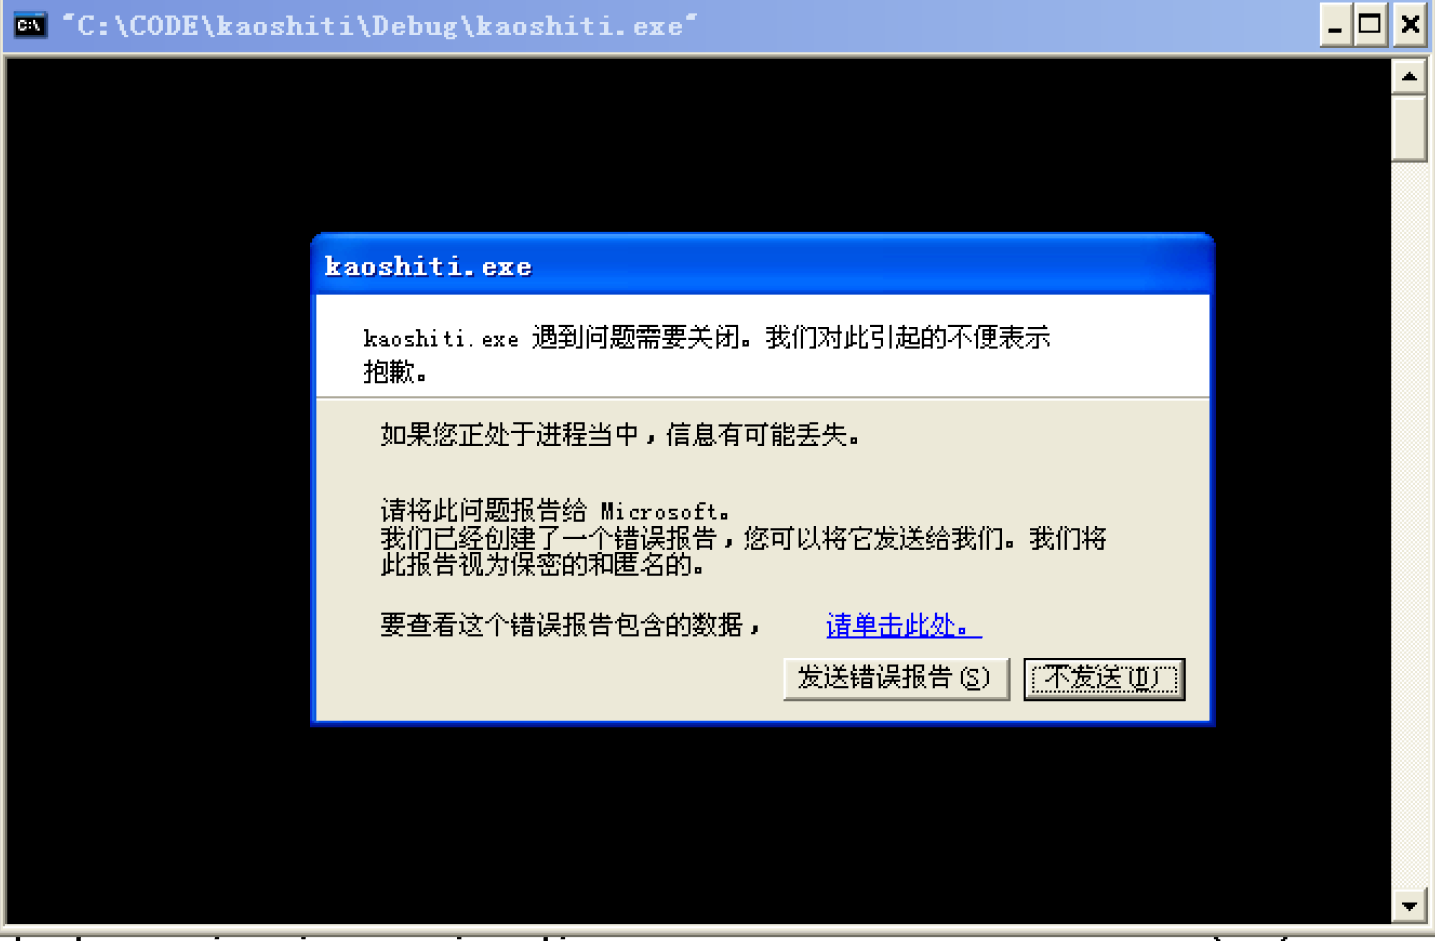 "C:\CODE\kaoshiti\Debug\kaoshiti.exe"
kaoshiti.exe
kaoshiti.exe 遇到问题需要关闭。我们对此引起的不便表示
抱歉。
如果您正处于进程当中，信息有可能丢失。
请将此问题报告给 Microsoft。
我们已经创建了一个错误报告，您可以将它发送给我们。我们将
此报告视为保密的和匿名的。
要查看这个错误报告包含的数据， 请单击此处。
发送错误报告(S) 不发送(D)